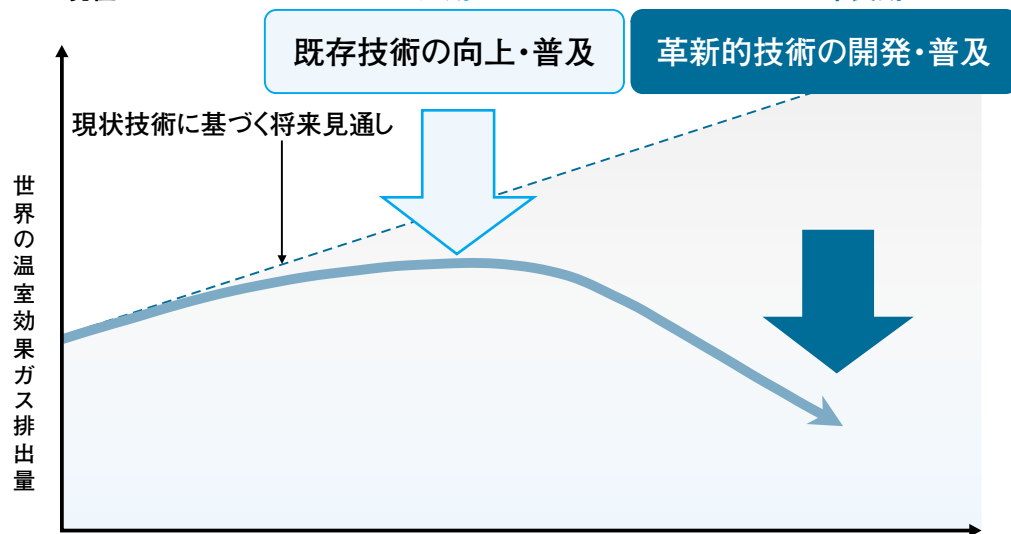 既存技術の向上・普及
革新的技術の開発・普及
現状技術に基づく将来見通し
世界の温室効果ガス排出量